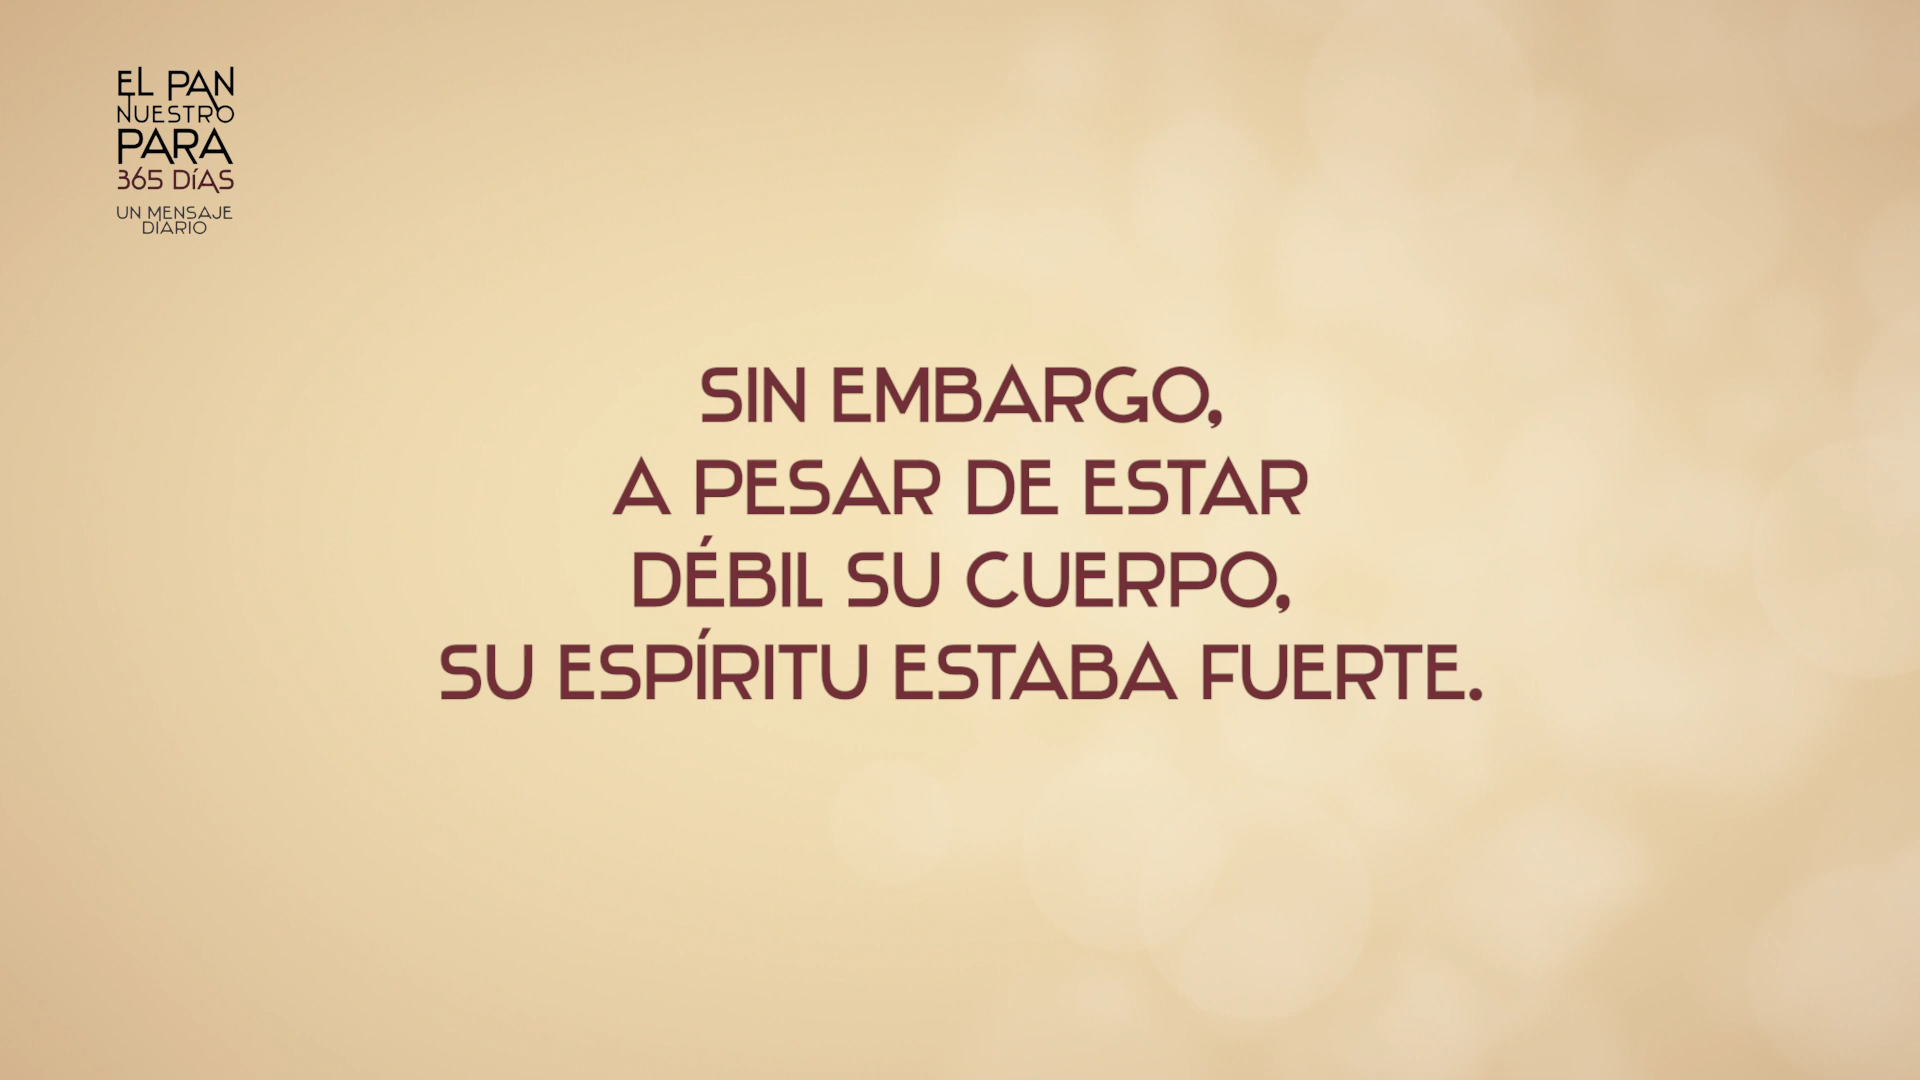 EL PAN
NUESTRO
PARA
365 DÍAS
UN MENSAJE
DIARIO
SIN EMBARGO,
A PESAR DE ESTAR
DÉBIL SU CUERPO,
SU ESPÍRITU ESTABA FUERTE.